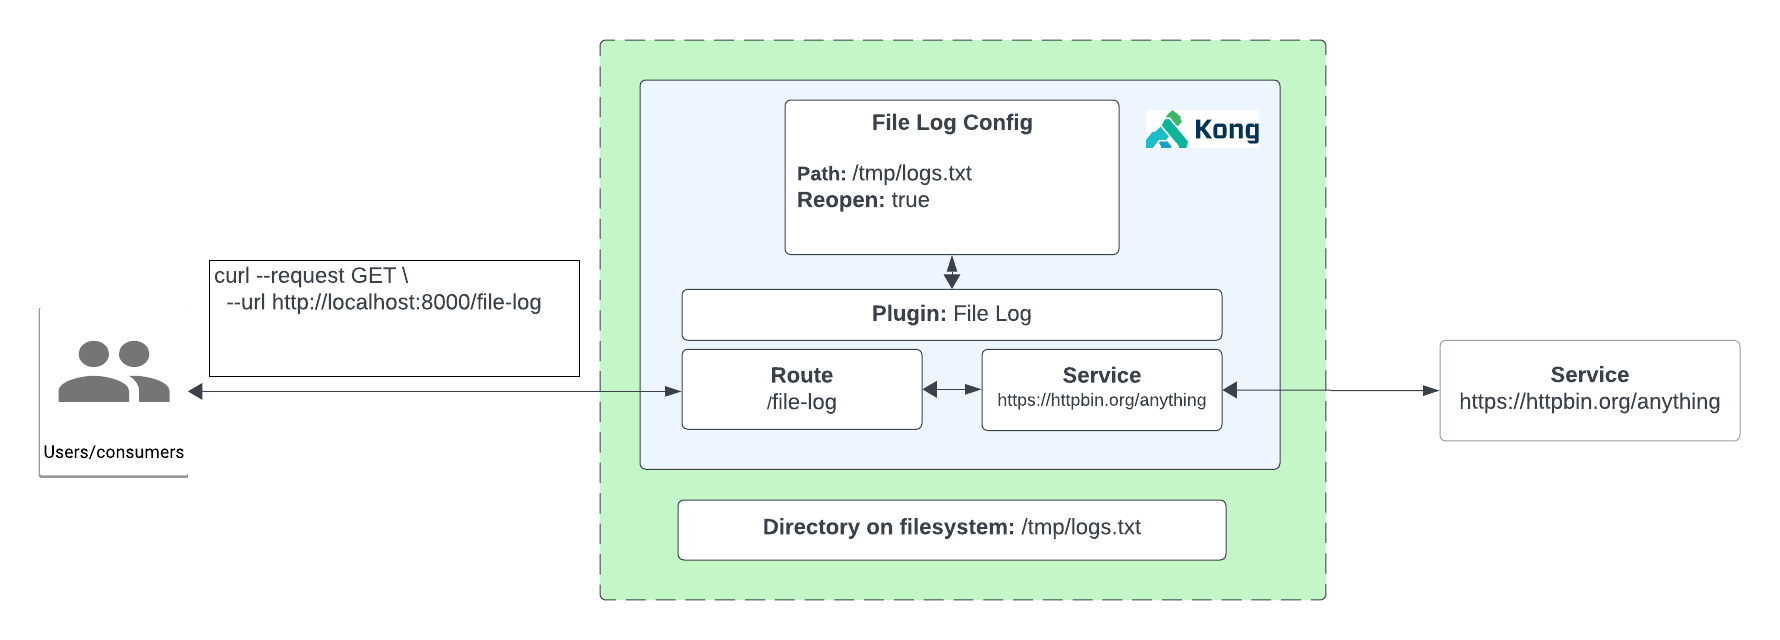 File Log Config
Kong
Path: /tmp/logs.txt
Reopen: true
curl --request GET \
--url http://localhost:8000/file-log
Plugin: File Log
Users/consumers
Route
/file-log
Service
https://httpbin.org/anything
Service
https://httpbin.org/anything
Directory on filesystem: /tmp/logs.txt